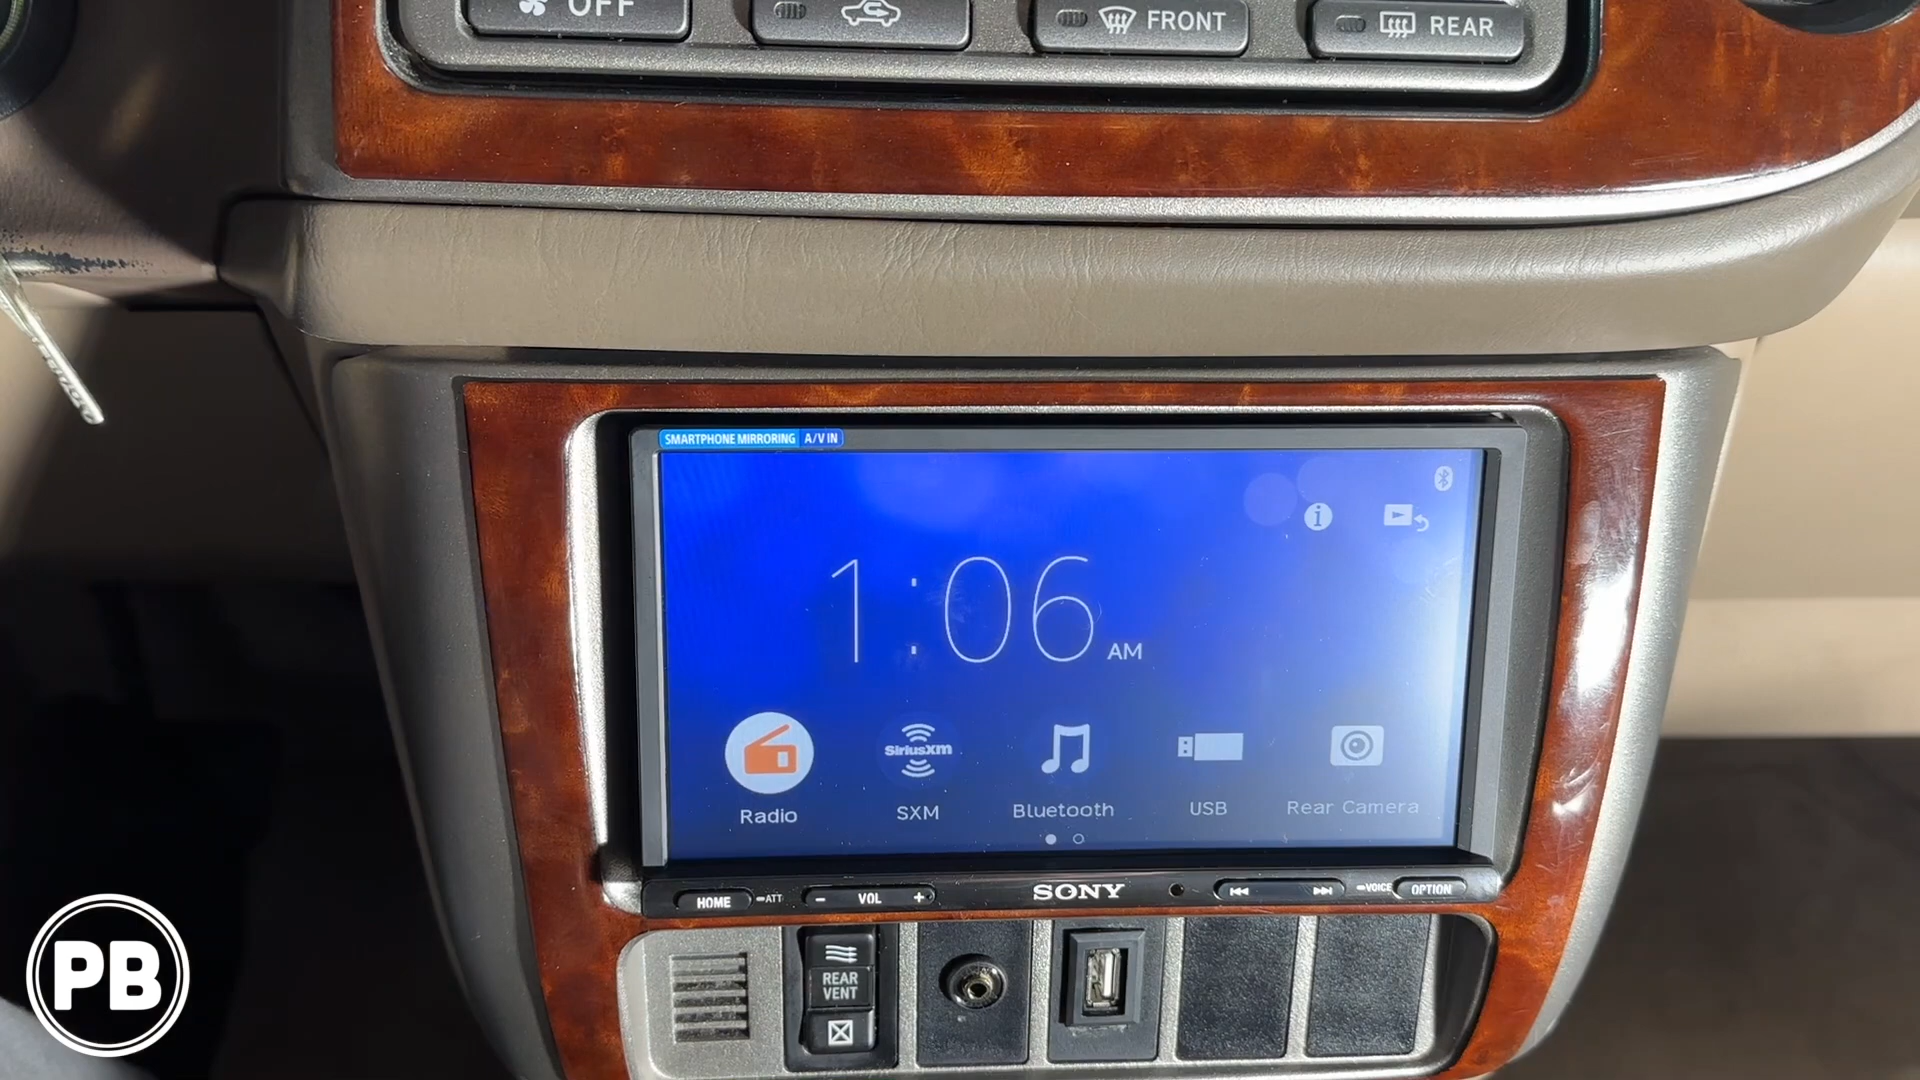 OFF
FRONT
REAR
SMARTPHONE MIRRORING A/V IN
1:06 AM
SiriusXM
Radio
SXM
Bluetooth
USB
Rear Camera
HOME ATT - VOL + SONY VOICE OPTION
REAR
VENT
PB